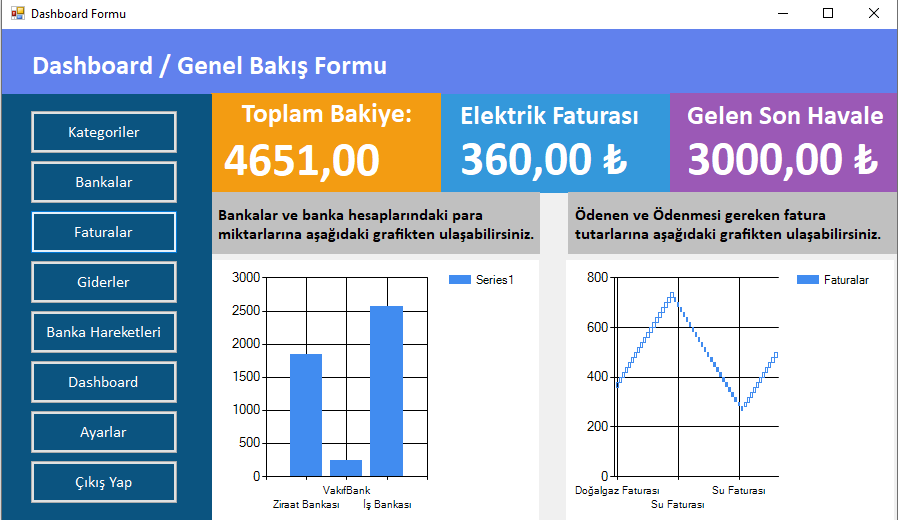 Dashboard Formu
Dashboard / Genel Bakış Formu
Kategoriler
Bankalar
Faturalar
Giderler
Banka Hareketleri
Dashboard
Ayarlar
Çıkış Yap
Toplam Bakiye:
4651,00
Elektrik Faturası
360,00 ₺
Gelen Son Havale
3000,00 ₺
Bankalar ve banka hesaplarındaki para
miktarlarına aşağıdaki grafikten ulaşabilirsiniz.
Ödenen ve Ödenmesi gereken fatura
tutarlarına aşağıdaki grafikten ulaşabilirsiniz.
3000
2500
2000
1500
1000
500
0
VakıfBank
Ziraat Bankası İş Bankası
Series1
800
600
400
200
0
Doğalgaz Faturası Su Faturası
Su Faturası
Faturalar